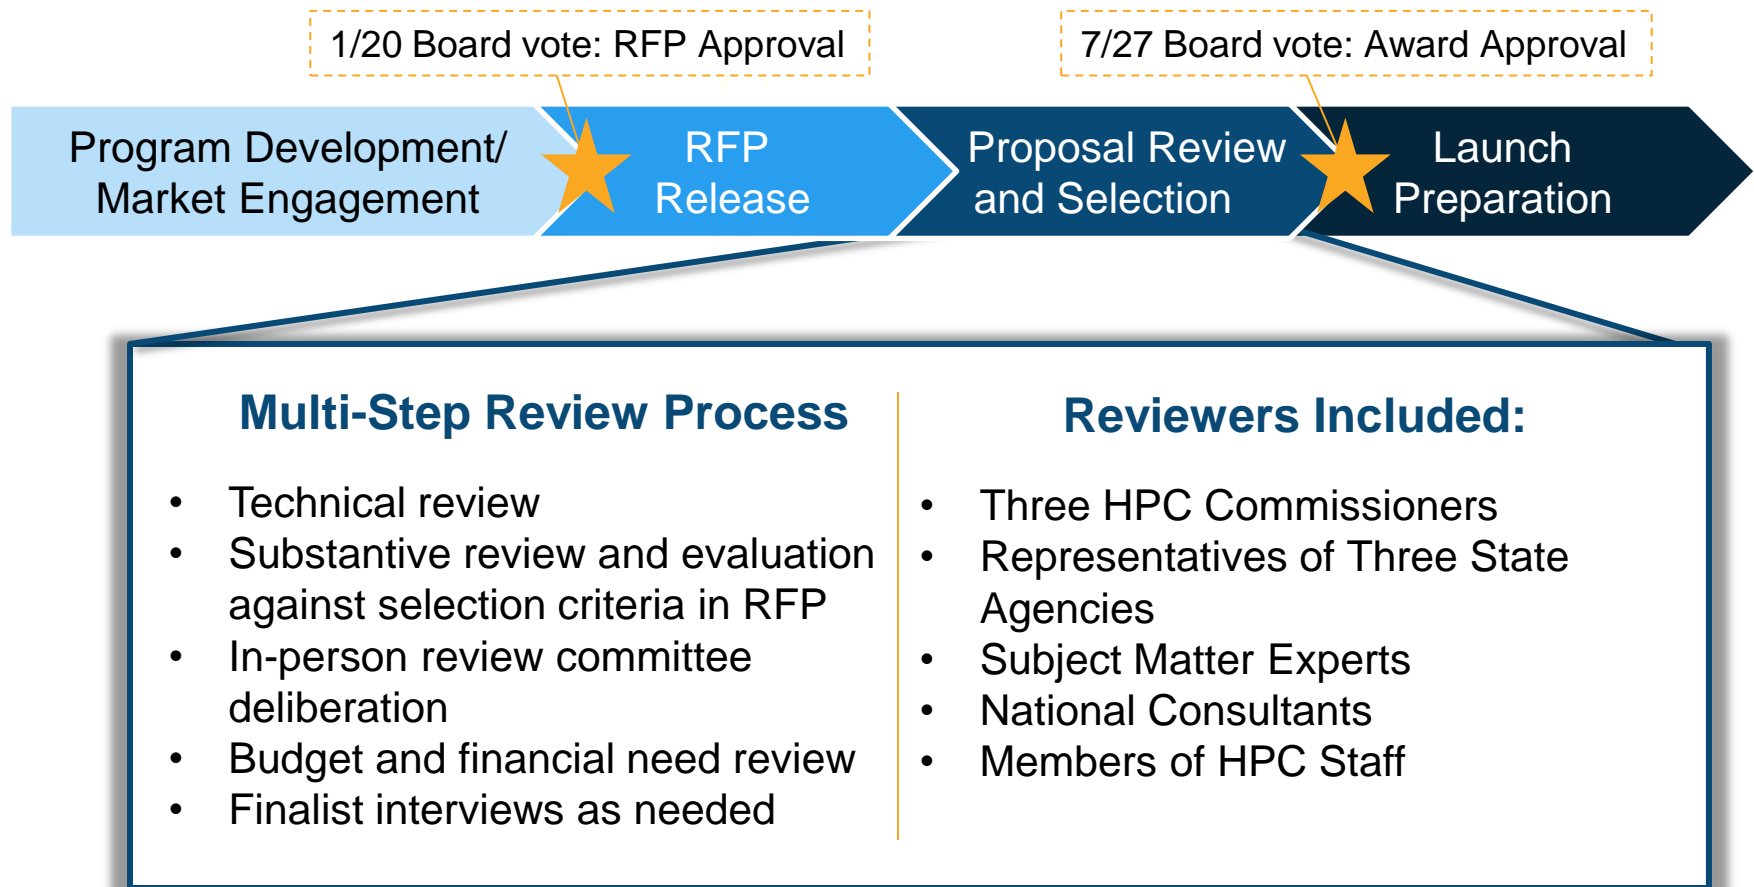 1/20 Board vote: RFP Approval
7/27 Board vote: Award Approval
Program Development/
Market Engagement
RFP
Release
Proposal Review
and Selection
Launch
Preparation
Multi-Step Review Process
• Technical review
• Substantive review and evaluation
against selection criteria in RFP
• In-person review committee
deliberation
• Budget and financial need review
• Finalist interviews as needed
Reviewers Included:
• Three HPC Commissioners
• Representatives of Three State
Agencies
• Subject Matter Experts
• National Consultants
• Members of HPC Staff